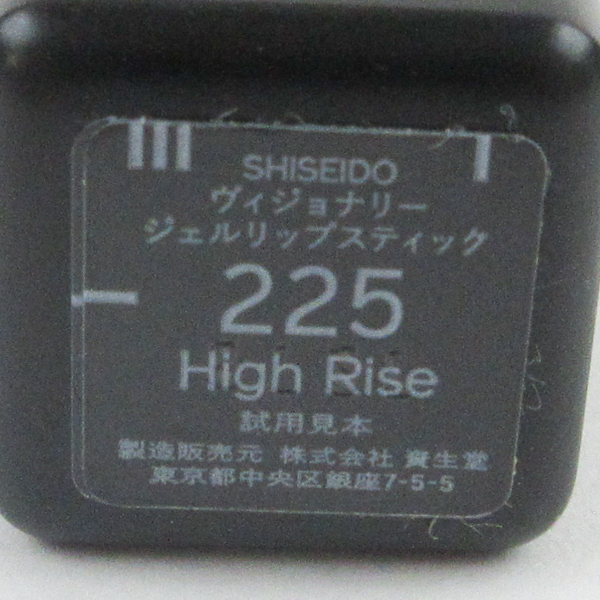 SHISEIDO
ヴィジョナリー
ジェルリップスティック
225
High Rise
試用見本
製造販売元 株式会社 資生堂
東京都中央区銀座7-5-5